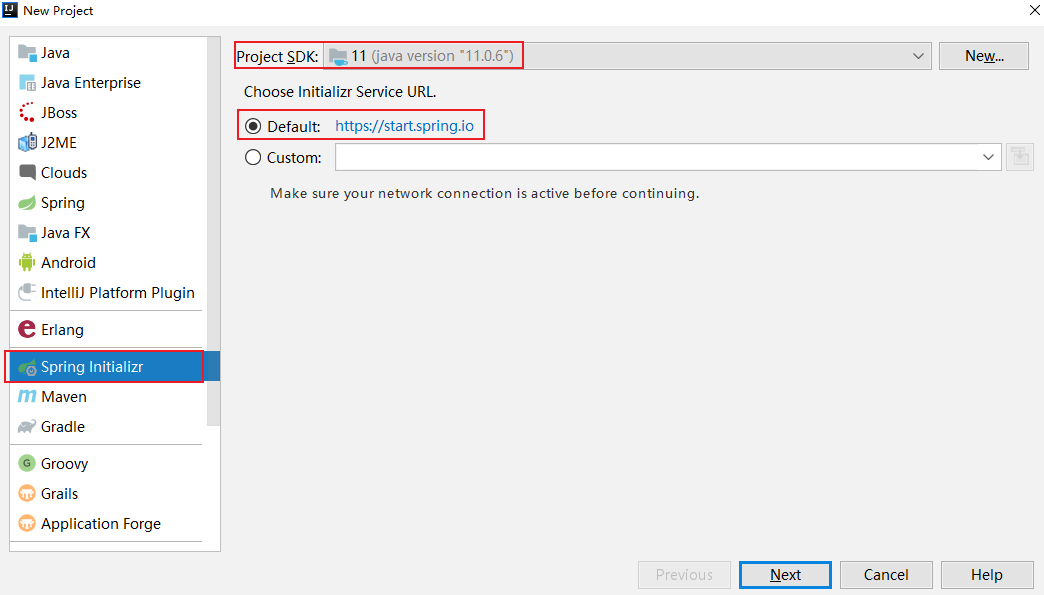 New Project
Java
Java Enterprise
JBoss
J2ME
Clouds
Spring
Java FX
Android
IntelliJ Platform Plugin
Erlang
Spring Initializr
Maven
Gradle
Groovy
Grails
Application Forge
Project SDK: 11 (java version "11.0.6")
New...
Choose Initializr Service URL.
Default: https://start.spring.io
Custom:
Make sure your network connection is active before continuing.
Previous
Next
Cancel
Help